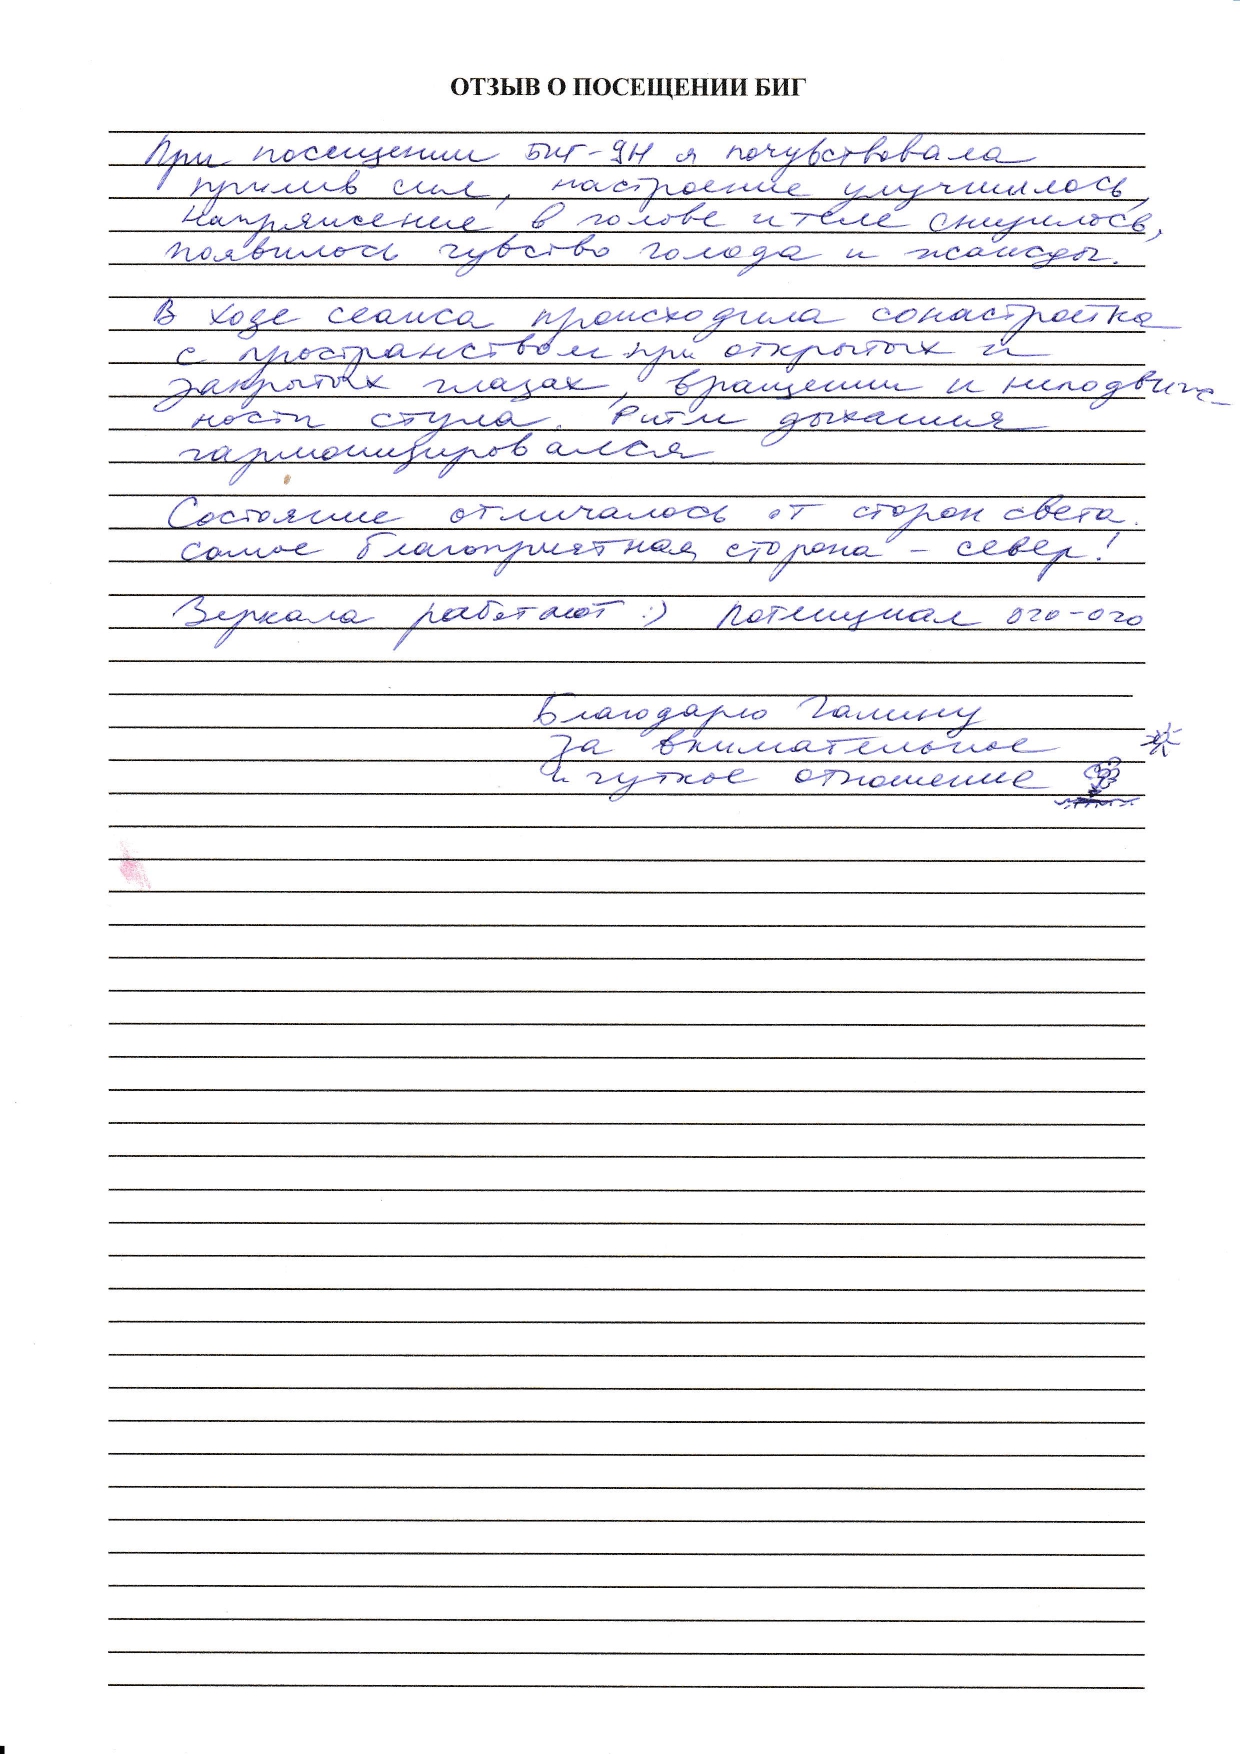 ОТЗЫВ О ПОСЕЩЕНИИ БИГ
При посещении БИГ-9Н я почувствовала
прилив сил, настроение улучшилось,
напряжение в голове и теле снизилось,
появилось чувство голода и жажды.
В ходе сеанса происходила сонастройка
с пространством при открытых и
закрытых глазах, вращении и неподвиж-
ности стула. Ритм дыхания
гармонизировался
Состояние отличалось от сторон света.
Самое благоприятная сторона – север!
Зеркала работают :) Потенциал ого-ого
Благодарю Галину
за внимательное
и чуткое отношение